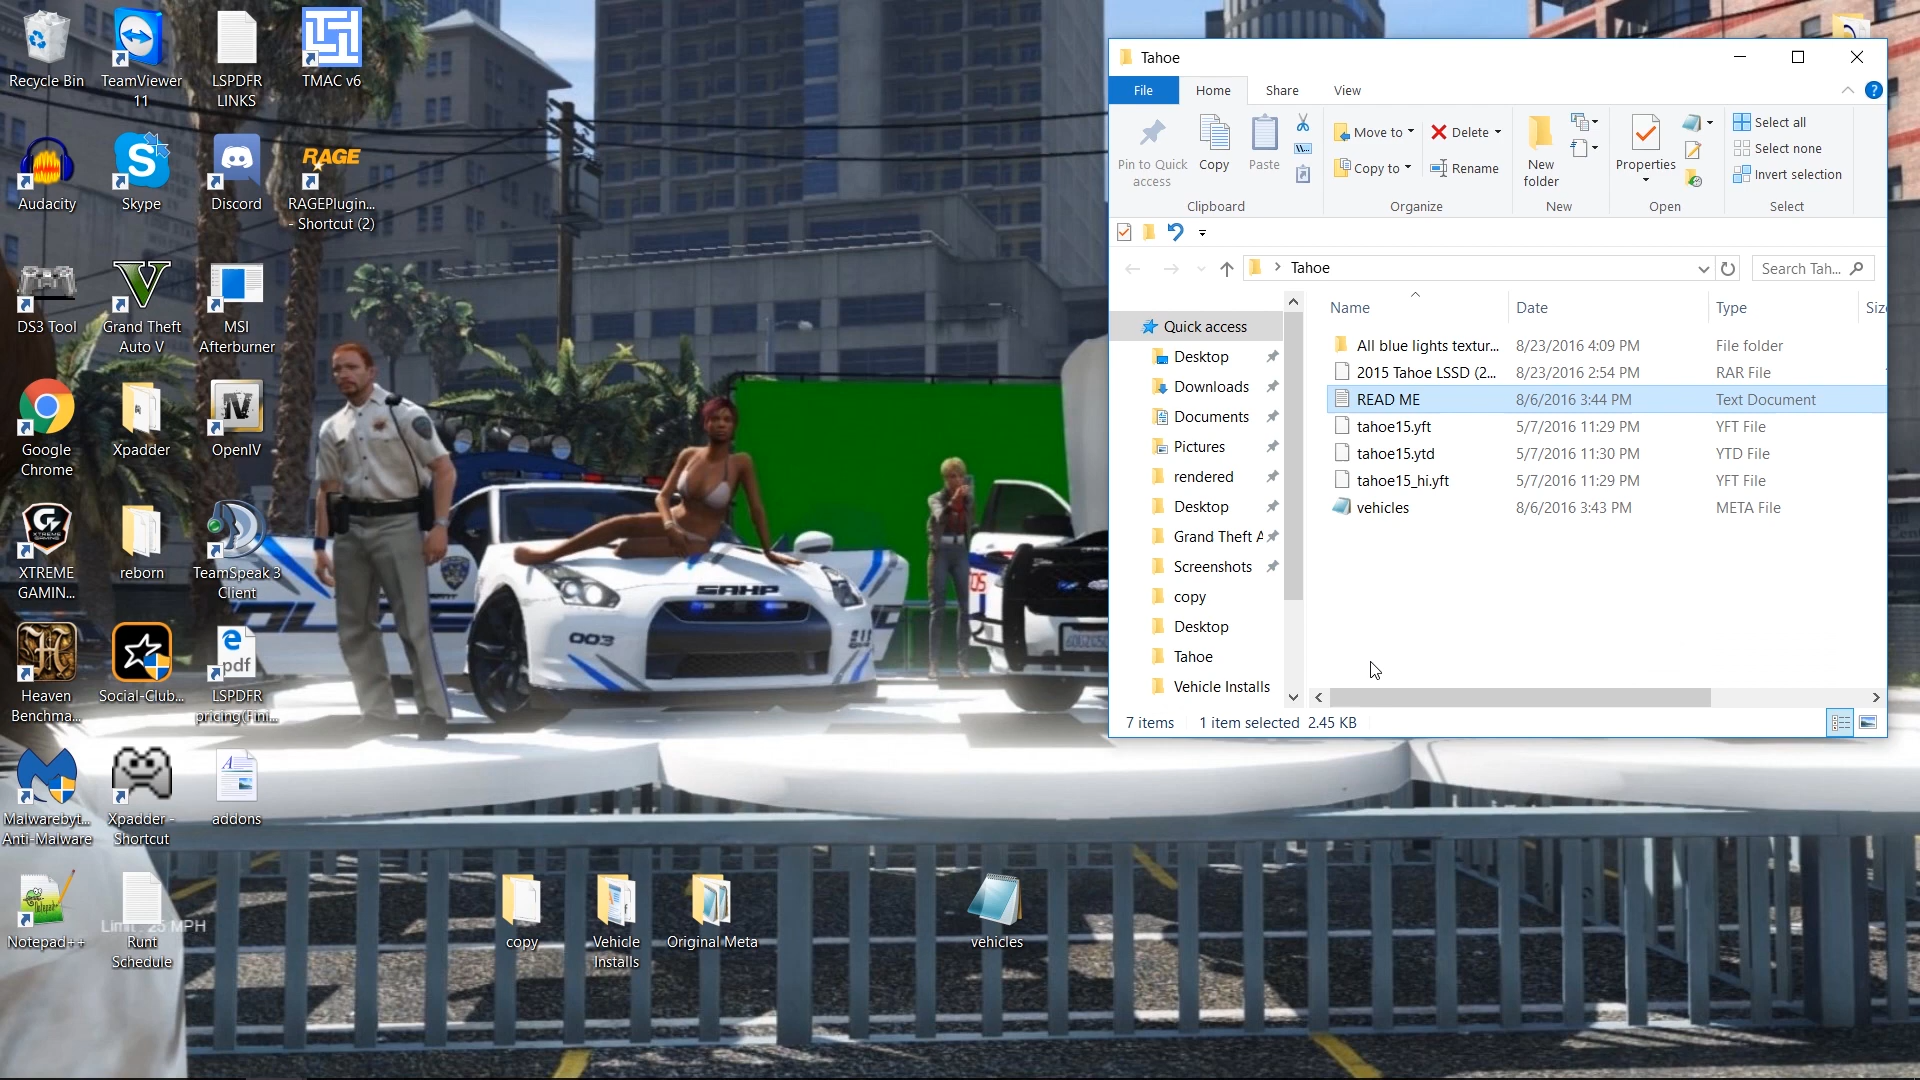 Recycle Bin
TeamViewer
11
LSPDFR
LINKS
TMAC v6
Audacity
Skype
Discord
RAGE
RAGEPlugin...
- Shortcut (2)
DS3 Tool
Grand Theft
Auto V
MSI
Afterburner
Google
Chrome
Xpadder
OpenIV
XTREME
GAMIN...
reborn
TeamSpeak 3
Client
Heaven
Benchma...
Social-Club...
pdf
LSPDFR
pricing(Fini...
Malwarebyt...
Anti-Malware
Xpadder -
Shortcut
addons
Notepad++
Limit : 25 MPH
Runt
Schedule
copy
Vehicle
Installs
Original Meta
vehicles
SAHP
003
Tahoe
File
Home
Share
View
Pin to Quick
access
Copy
Paste
Clipboard
Move to
Copy to
Delete
Rename
Organize
New
folder
New
Properties
Open
Select all
Select none
Invert selection
Select
Tahoe
Search Tah...
Quick access
Desktop
Downloads
Documents
Pictures
rendered
Desktop
Grand Theft A
Screenshots
copy
Desktop
Tahoe
Vehicle Installs
Name Date Type Siz
All blue lights textur... 8/23/2016 4:09 PM File folder
2015 Tahoe LSSD (2... 8/23/2016 2:54 PM RAR File
READ ME 8/6/2016 3:44 PM Text Document
tahoe15.yft 5/7/2016 11:29 PM YFT File
tahoe15.ytd 5/7/2016 11:30 PM YTD File
tahoe15_hi.yft 5/7/2016 11:29 PM YFT File
vehicles 8/6/2016 3:43 PM META File
7 items 1 item selected 2.45 KB